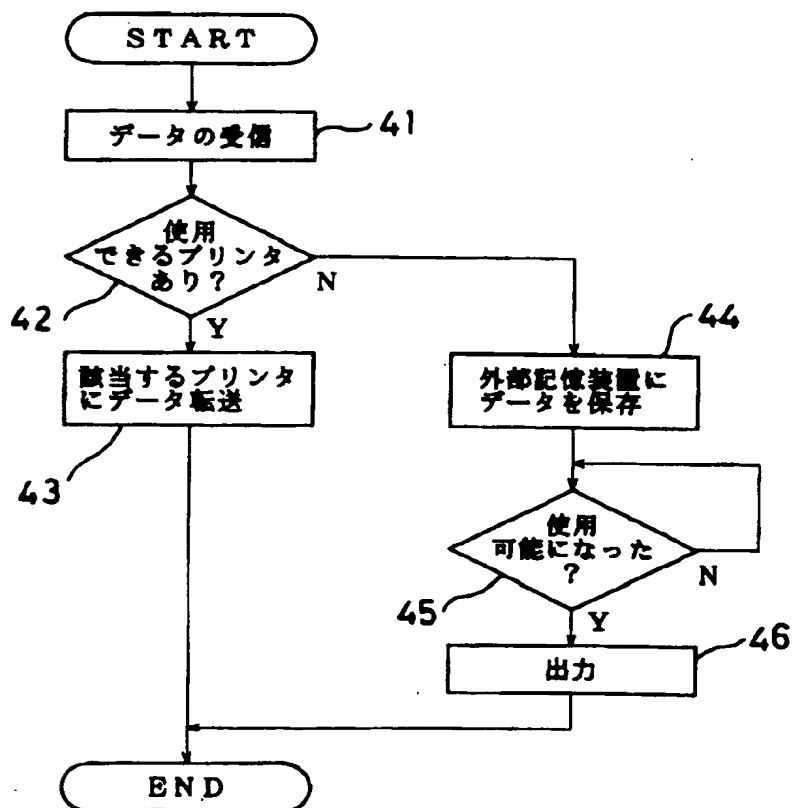 START
データの受信
41
使用
できるプリンタ
あり？
N
42
Y
該当するプリンタ
にデータ転送
43
44
外部記憶装置に
データを保存
使用
可能になった
？
N
45
Y
出力
46
END